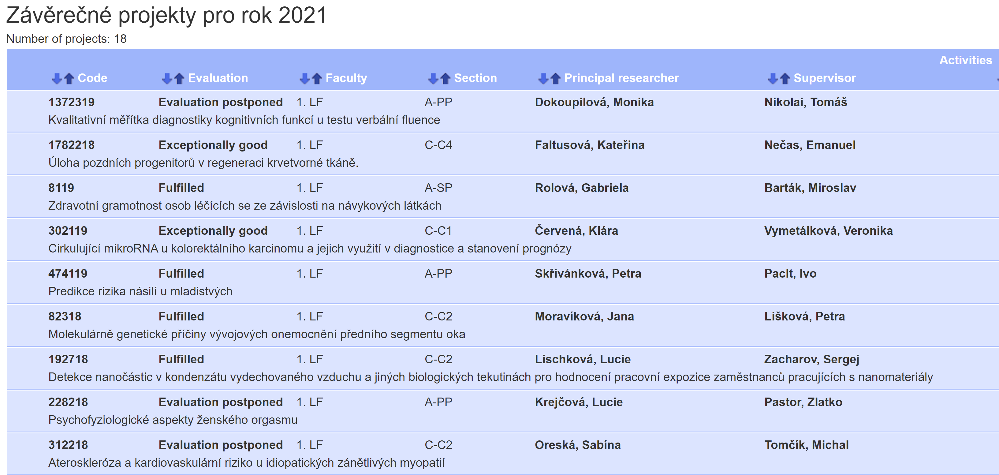 Závěrečné projekty pro rok 2021
Number of projects: 18
Activities
Code Evaluation Faculty Section Principal researcher Supervisor
1372319 Evaluation postponed 1. LF A-PP Dokoupilová, Monika Nikolai, Tomáš
Kvalitativní měřítka diagnostiky kognitivních funkcí u testu verbální fluence
1782218 Exceptionally good 1. LF C-C4 Faltusová, Kateřina Nečas, Emanuel
Úloha pozdních progenitorů v regeneraci krvetvorné tkáně.
8119 Fulfilled 1. LF A-SP Rolová, Gabriela Barták, Miroslav
Zdravotní gramotnost osob léčících se ze závislosti na návykových látkách
302119 Exceptionally good 1. LF C-C1 Červená, Klára Vymetálková, Veronika
Cirkulující mikroRNA u kolorektálního karcinomu a jejich využití v diagnostice a stanovení prognózy
474119 Fulfilled 1. LF A-PP Skřivánková, Petra Paclt, Ivo
Predikce rizika násilí u mladistvých
82318 Fulfilled 1. LF C-C2 Moravíková, Jana Lišková, Petra
Molekulárně genetické příčiny vývojových onemocnění předního segmentu oka
192718 Fulfilled 1. LF C-C2 Lischková, Lucie Zacharov, Sergej
Detekce nanočástic v kondenzátu vydechovaného vzduchu a jiných biologických tekutinách pro hodnocení pracovní expozice zaměstnanců pracujících s nanomateriály
228218 Evaluation postponed 1. LF A-PP Krejčová, Lucie Pastor, Zlatko
Psychofyziologické aspekty ženského orgasmu
312218 Evaluation postponed 1. LF C-C2 Oreská, Sabína Tomčík, Michal
Ateroskleróza a kardiovaskulární riziko u idiopatických zánětlivých myopatií